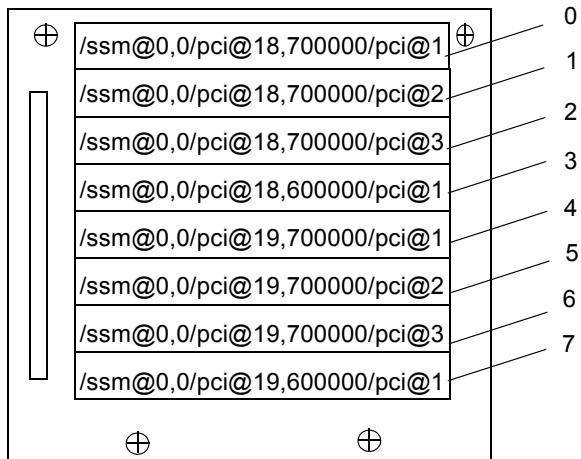 /ssm@0,0/pci@18,700000/pci@1 0
/ssm@0,0/pci@18,700000/pci@2 1
/ssm@0,0/pci@18,700000/pci@3 2
/ssm@0,0/pci@18,600000/pci@1 3
/ssm@0,0/pci@19,700000/pci@1 4
/ssm@0,0/pci@19,700000/pci@2 5
/ssm@0,0/pci@19,700000/pci@3 6
/ssm@0,0/pci@19,600000/pci@1 7